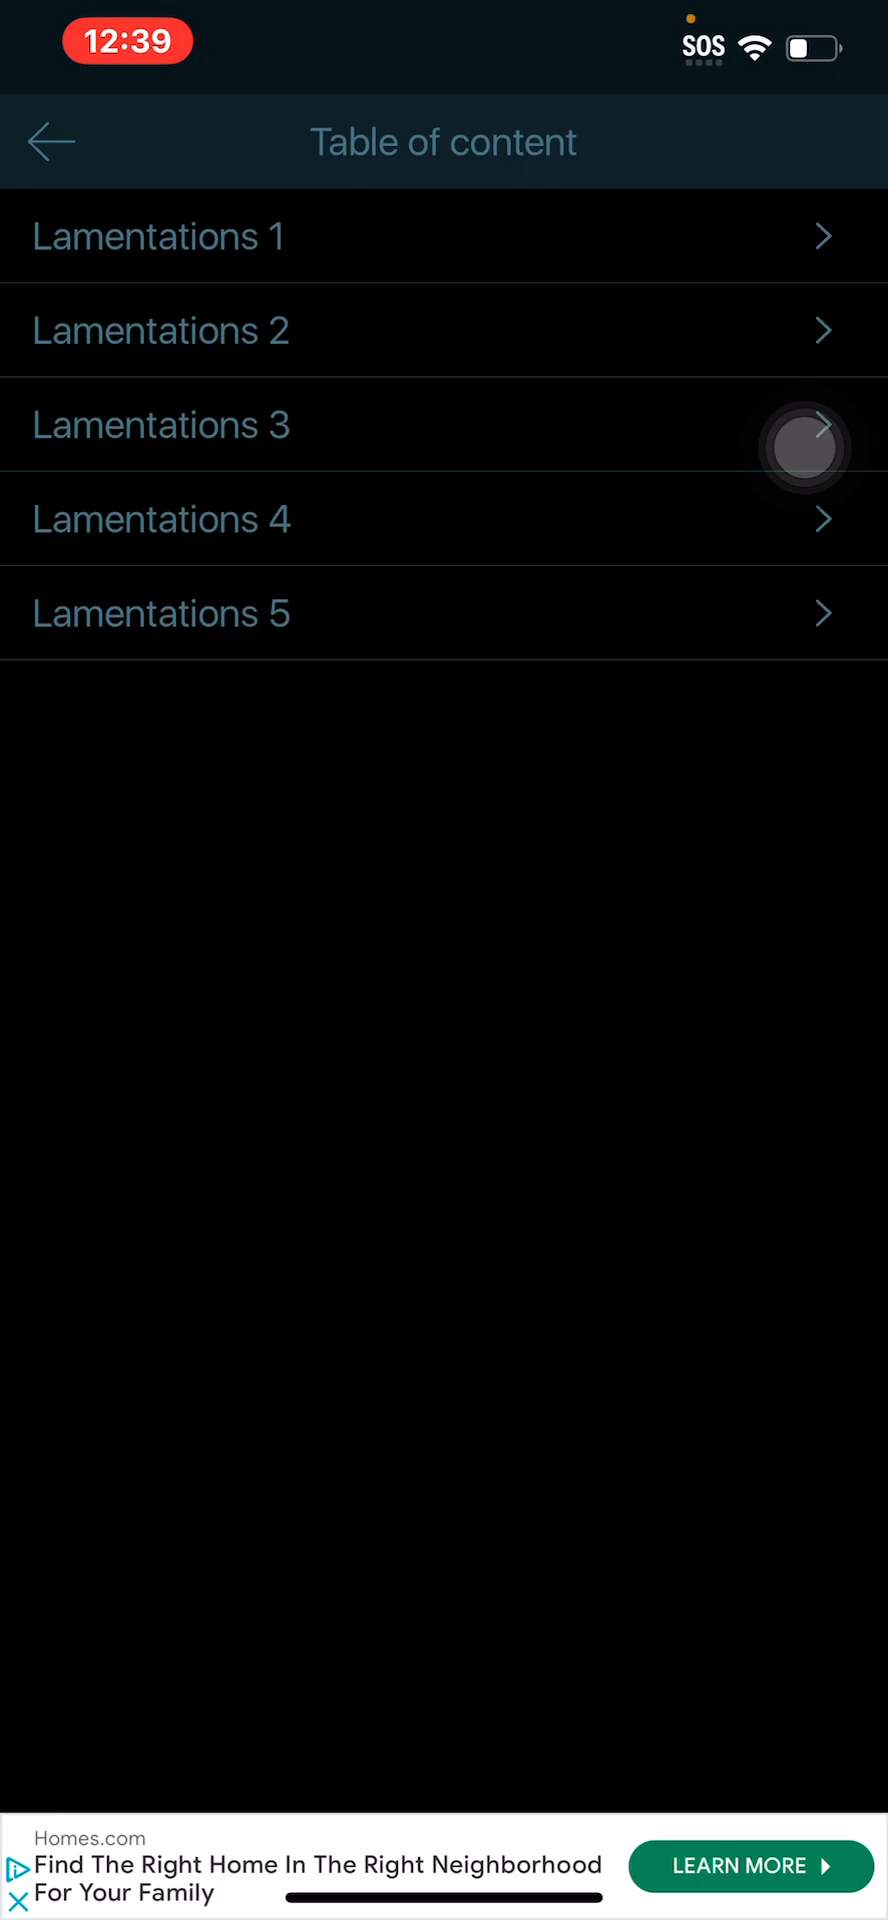 12:39
SOS
Table of content
Lamentations 1
Lamentations 2
Lamentations 3
Lamentations 4
Lamentations 5
Homes.com
Find The Right Home In The Right Neighborhood
For Your Family
LEARN MORE